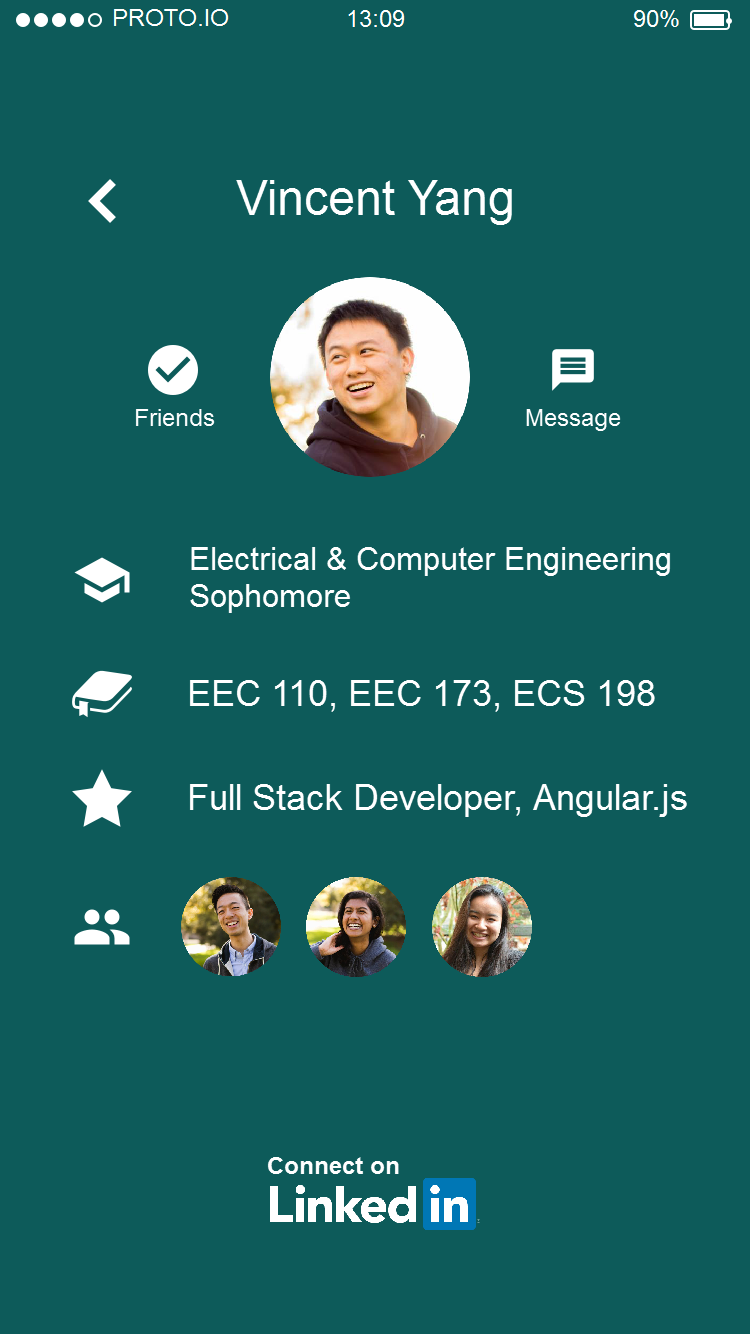 PROTO.IO 13:09 90%
Vincent Yang
Friends
Message
Electrical & Computer Engineering
Sophomore
EEC 110, EEC 173, ECS 198
Full Stack Developer, Angular.js
Connect on
Linked in